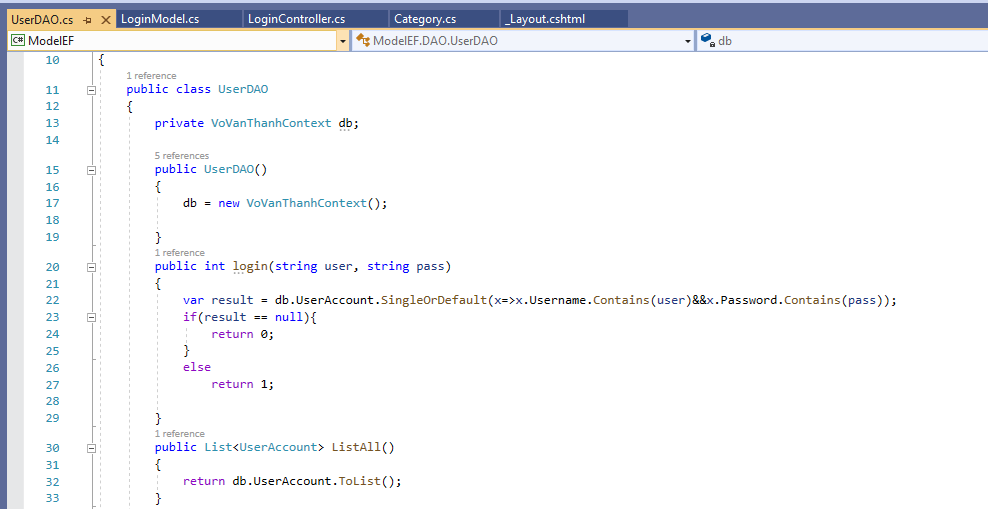 UserDAO.cs LoginModel.cs LoginController.cs Category.cs _Layout.cshtml
C# ModelEF ModelEF.DAO.UserDAO db
10 {
1 reference
11 public class UserDAO
12 {
13 private VoVanThanhContext db;
14
5 references
15 public UserDAO()
16 {
17 db = new VoVanThanhContext();
18
19 }
1 reference
20 public int login(string user, string pass)
21 {
22 var result = db.UserAccount.SingleOrDefault(x=>x.Username.Contains(user)&&x.Password.Contains(pass));
23 if(result == null){
24 return 0;
25 }
26 else
27 return 1;
28
29 }
1 reference
30 public List<UserAccount> ListAll()
31 {
32 return db.UserAccount.ToList();
33 }